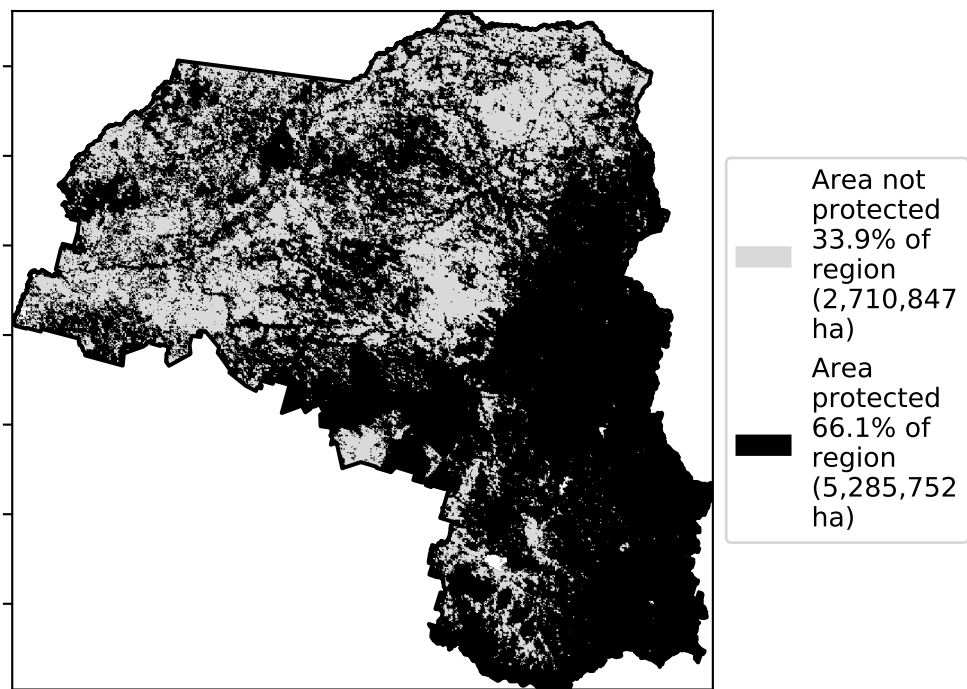 Area not
protected
33.9% of
region
(2,710,847
ha)
Area
protected
66.1% of
region
(5,285,752
ha)